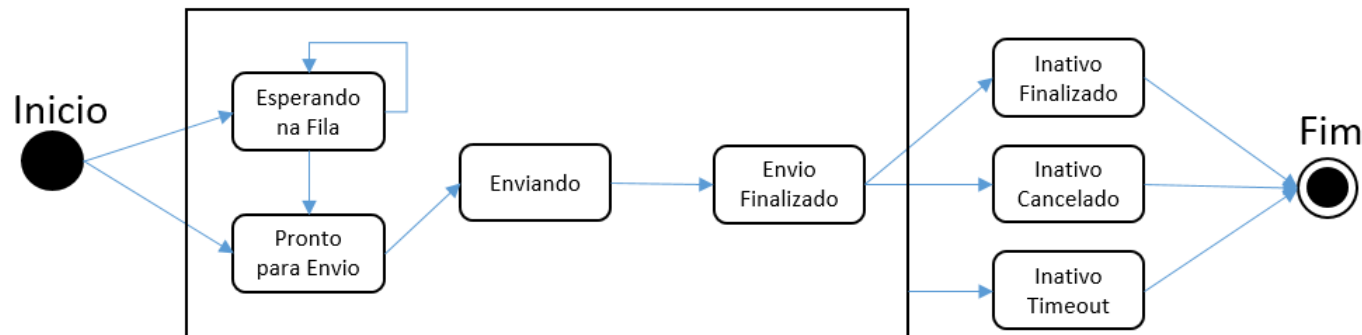 Inicio
Esperando
na Fila
Pronto
para Envio
Enviando
Envio
Finalizado
Inativo
Finalizado
Inativo
Cancelado
Inativo
Timeout
Fim